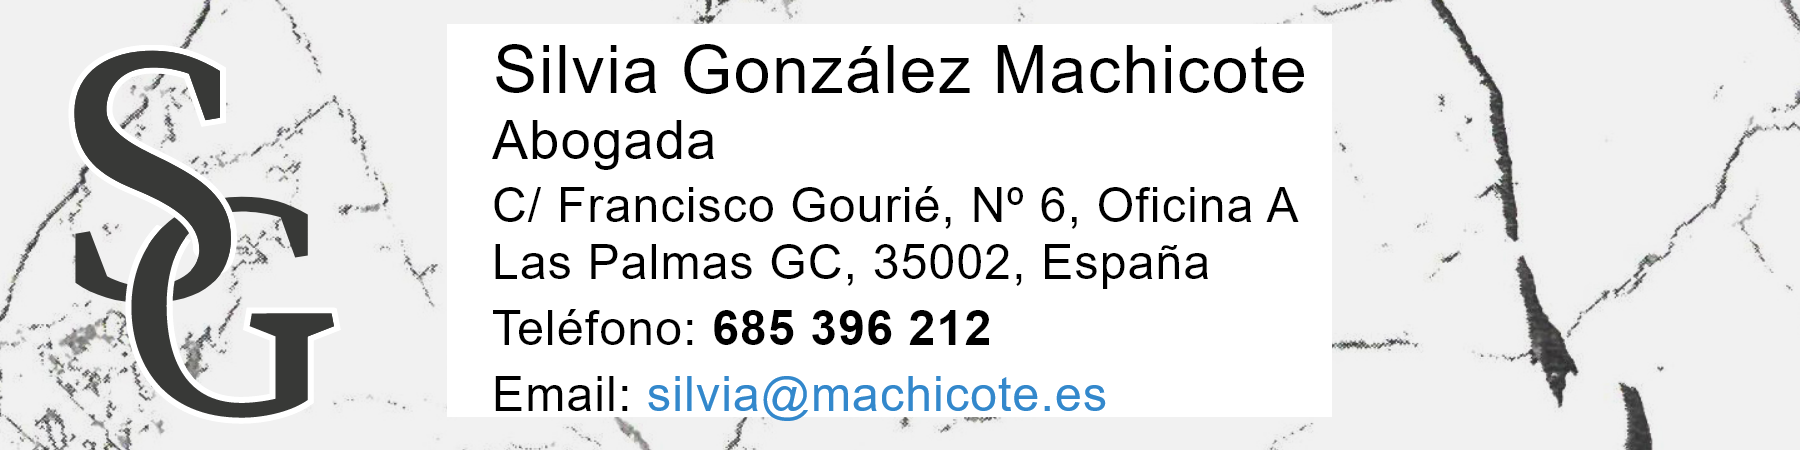 SG
Silvia González Machicote
Abogada
C/ Francisco Gourié, Nº 6, Oficina A
Las Palmas GC, 35002, España
Teléfono: 685 396 212
Email: silvia@machicote.es